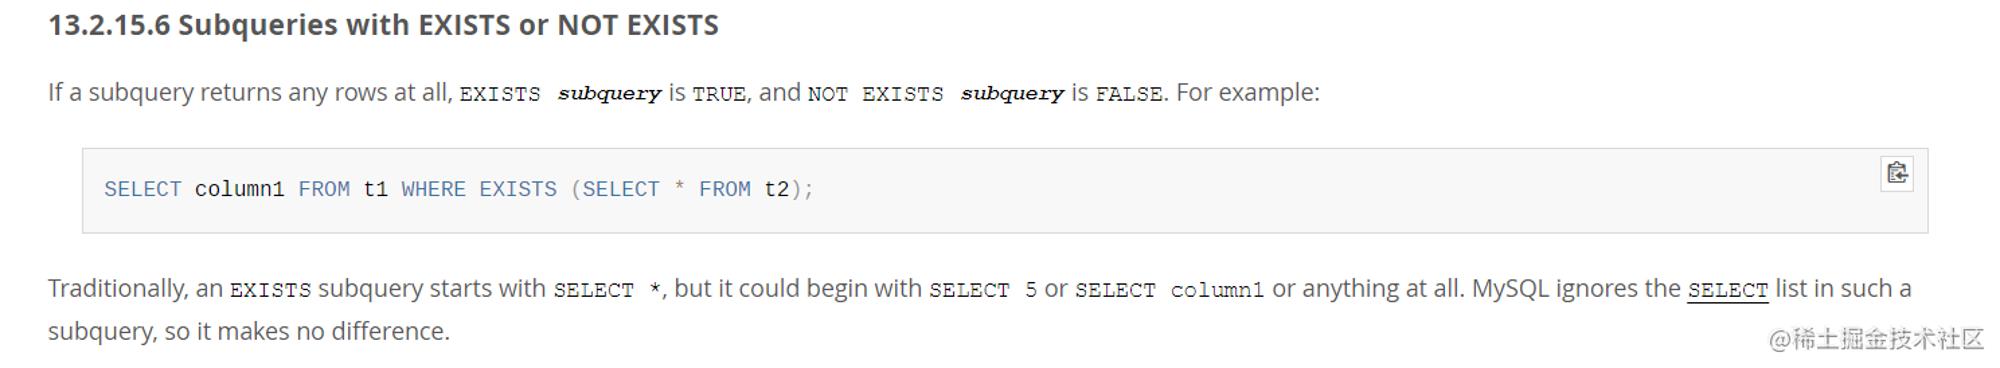 13.2.15.6 Subqueries with EXISTS or NOT EXISTS
If a subquery returns any rows at all, EXISTS subquery is TRUE, and NOT EXISTS subquery is FALSE. For example:
SELECT column1 FROM t1 WHERE EXISTS (SELECT * FROM t2);
Traditionally, an EXISTS subquery starts with SELECT *, but it could begin with SELECT 5 or SELECT column1 or anything at all. MySQL ignores the SELECT list in such a
subquery, so it makes no difference.
@稀土掘金技术社区